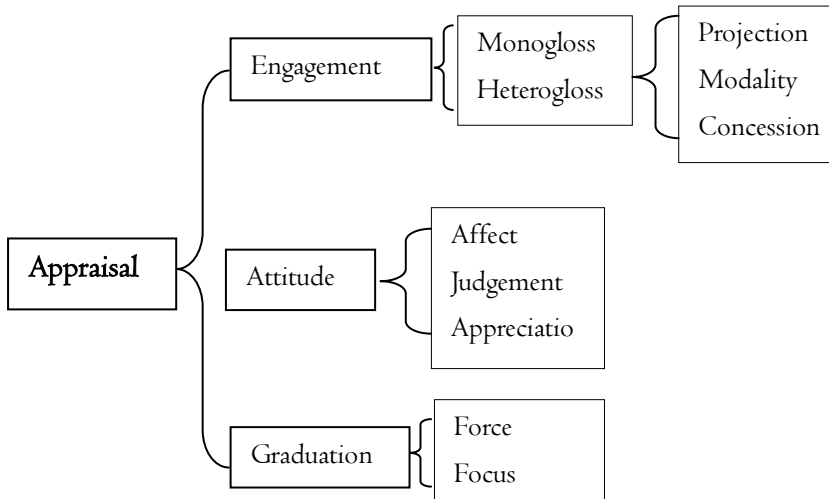 Appraisal
Engagement
Monogloss
Heterogloss
Projection
Modality
Concession
Attitude
Affect
Judgement
Appreciatio
Graduation
Force
Focus